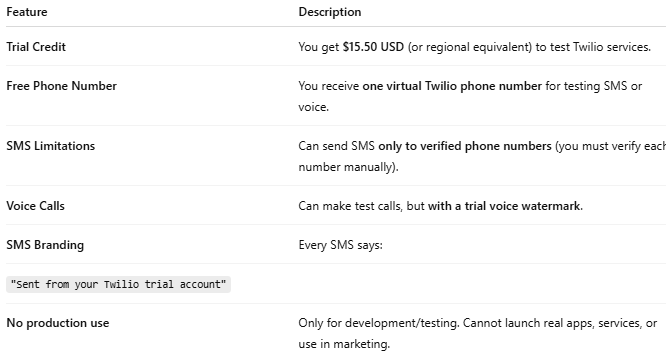 Feature Description
Trial Credit You get $15.50 USD (or regional equivalent) to test Twilio services.
Free Phone Number You receive one virtual Twilio phone number for testing SMS or
voice.
SMS Limitations Can send SMS only to verified phone numbers (you must verify each
number manually).
Voice Calls Can make test calls, but with a trial voice watermark.
SMS Branding Every SMS says:
"Sent from your Twilio trial account"
No production use Only for development/testing. Cannot launch real apps, services, or
use in marketing.